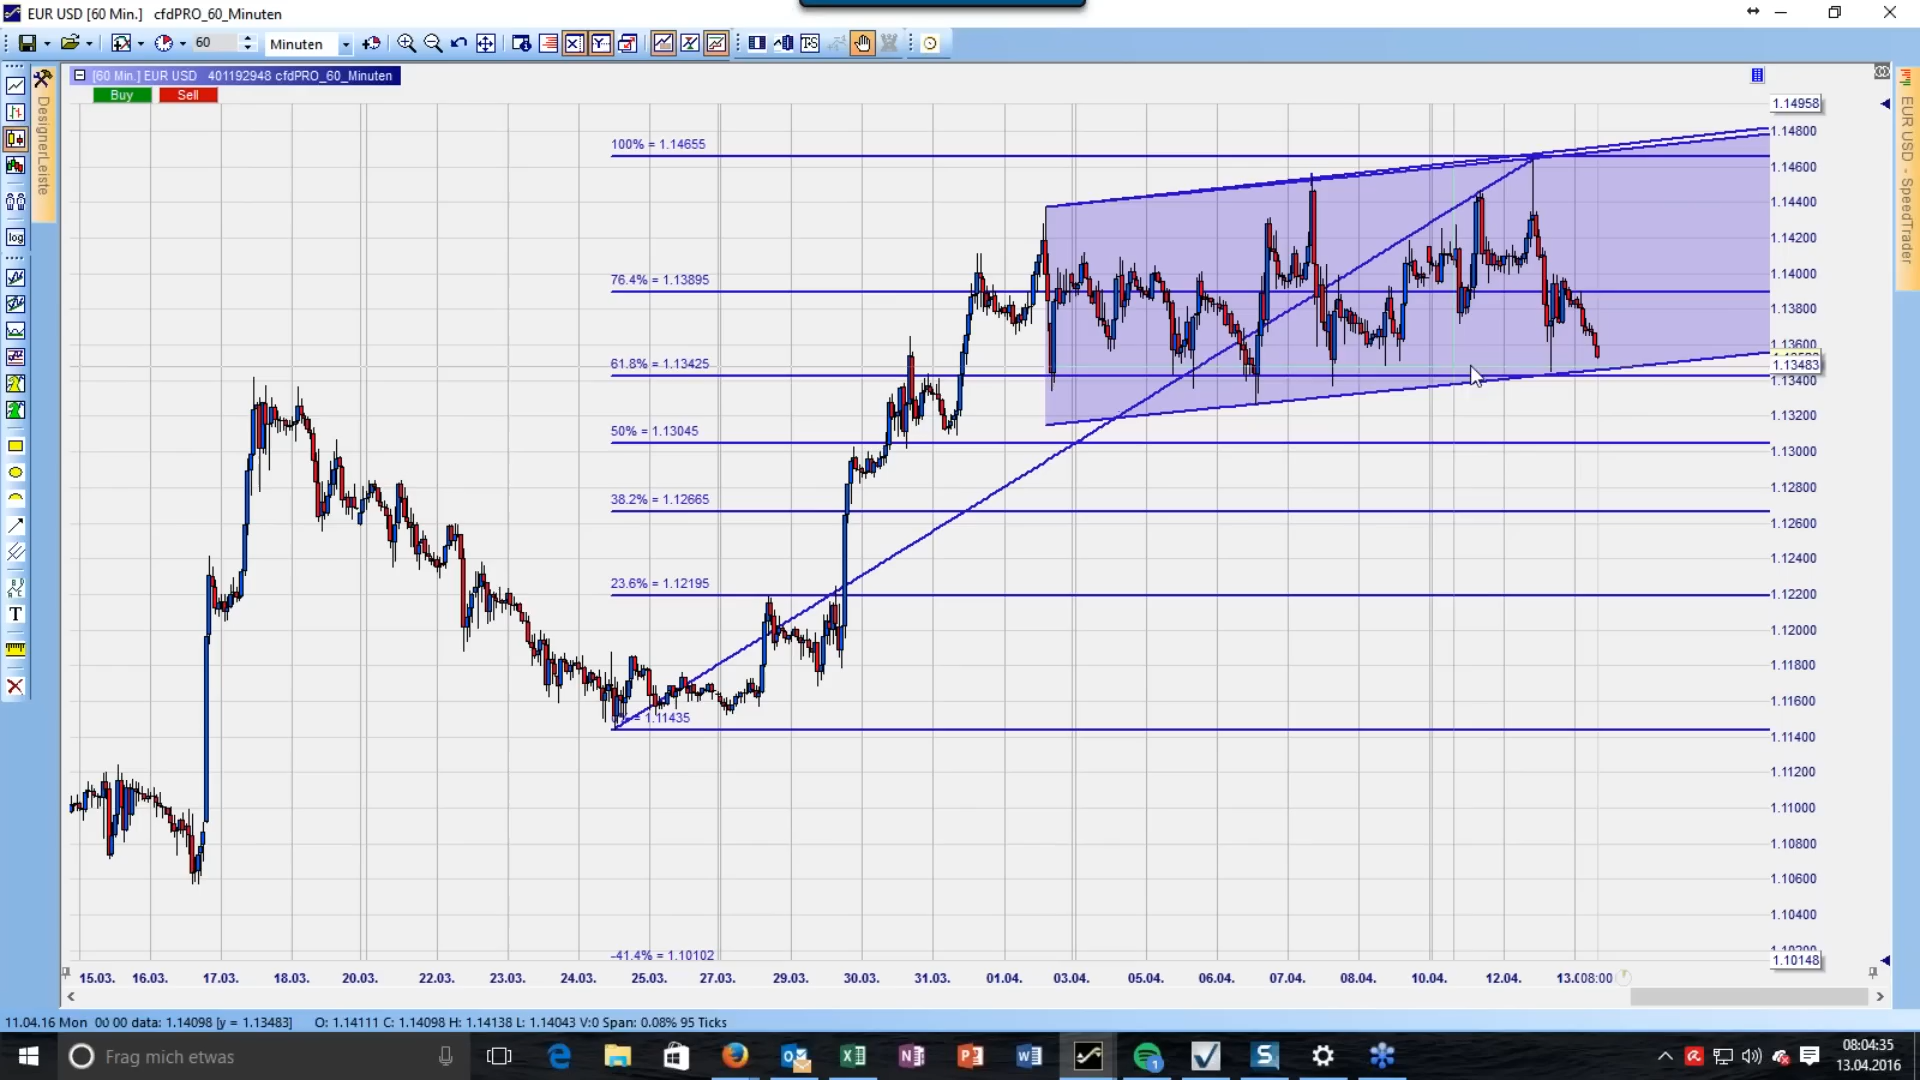 EUR USD [60 Min.] cfdPRO_60_Minuten
60 Minuten
T-S
[60 Min.] EUR USD 401192948 cfdPRO_60_Minuten
Buy Sell
DesignerLeiste
log
T
EUR USD - SpeedTrader
100% = 1.14655
76.4% = 1.13895
61.8% = 1.13425
50% = 1.13045
38.2% = 1.12665
23.6% = 1.12195
= 1.11435
-41.4% = 1.10102
1.14958
1.14800
1.14600
1.14400
1.14200
1.14000
1.13800
1.13600
1.13483
1.13400
1.13200
1.13000
1.12800
1.12600
1.12400
1.12200
1.12000
1.11800
1.11600
1.11400
1.11200
1.11000
1.10800
1.10600
1.10400
1.10148
15.03. 16.03. 17.03. 18.03. 20.03. 22.03. 23.03. 24.03. 25.03. 27.03. 29.03. 30.03. 31.03. 01.04. 03.04. 05.04. 06.04. 07.04. 08.04. 10.04. 12.04. 13.0 08:00
11.04.16 Mon 00:00 data: 1.14098 [y = 1.13483] O: 1.14111 C: 1.14098 H: 1.14138 L: 1.14043 V:0 Span: 0.08% 95 Ticks
Frag mich etwas
08:04:35
13.04.2016